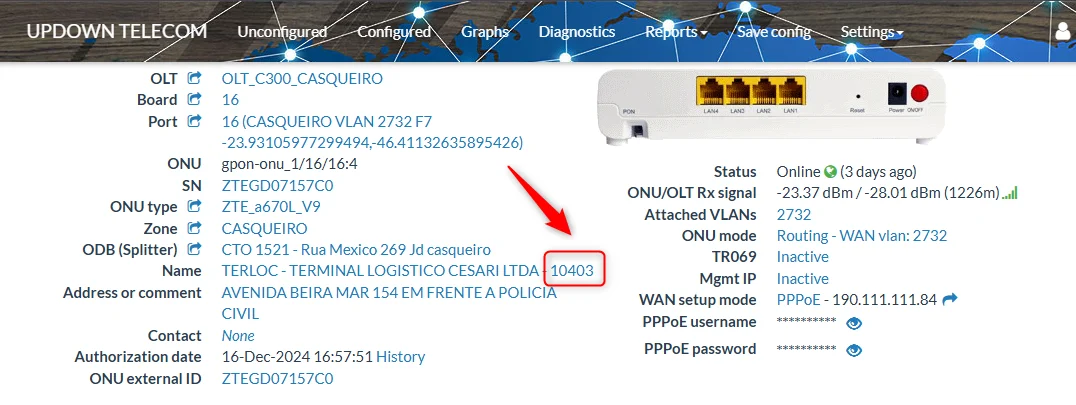 UPDOWN TELECOM Unconfigured Configured Graphs Diagnostics Reports Save config Settings
OLT OLT_C300_CASQUEIRO
Board 16
Port 16 (CASQUEIRO VLAN 2732 F7
-23.93105977299494,-46.41132635895426)
ONU gpon-onu_1/16/16:4
SN ZTEGD07157C0
ONU type ZTE_a670L_V9
Zone CASQUEIRO
ODB (Splitter) CTO 1521 - Rua Mexico 269 Jd casqueiro
Name TERLOC - TERMINAL LOGISTICO CESARI LTDA - 10403
Address or comment AVENIDA BEIRA MAR 154 EM FRENTE A POLICIA
CIVIL
Contact None
Authorization date 16-Dec-2024 16:57:51 History
ONU external ID ZTEGD07157C0
PON LAN4 LAN3 LAN2 LAN1 Reset Power ON/OFF
Status Online (3 days ago)
ONU/OLT Rx signal -23.37 dBm / -28.01 dBm (1226m)
Attached VLANs 2732
ONU mode Routing - WAN vlan: 2732
TR069 Inactive
Mgmt IP Inactive
WAN setup mode PPPoE - 190.111.111.84
PPPoE username **********
PPPoE password **********